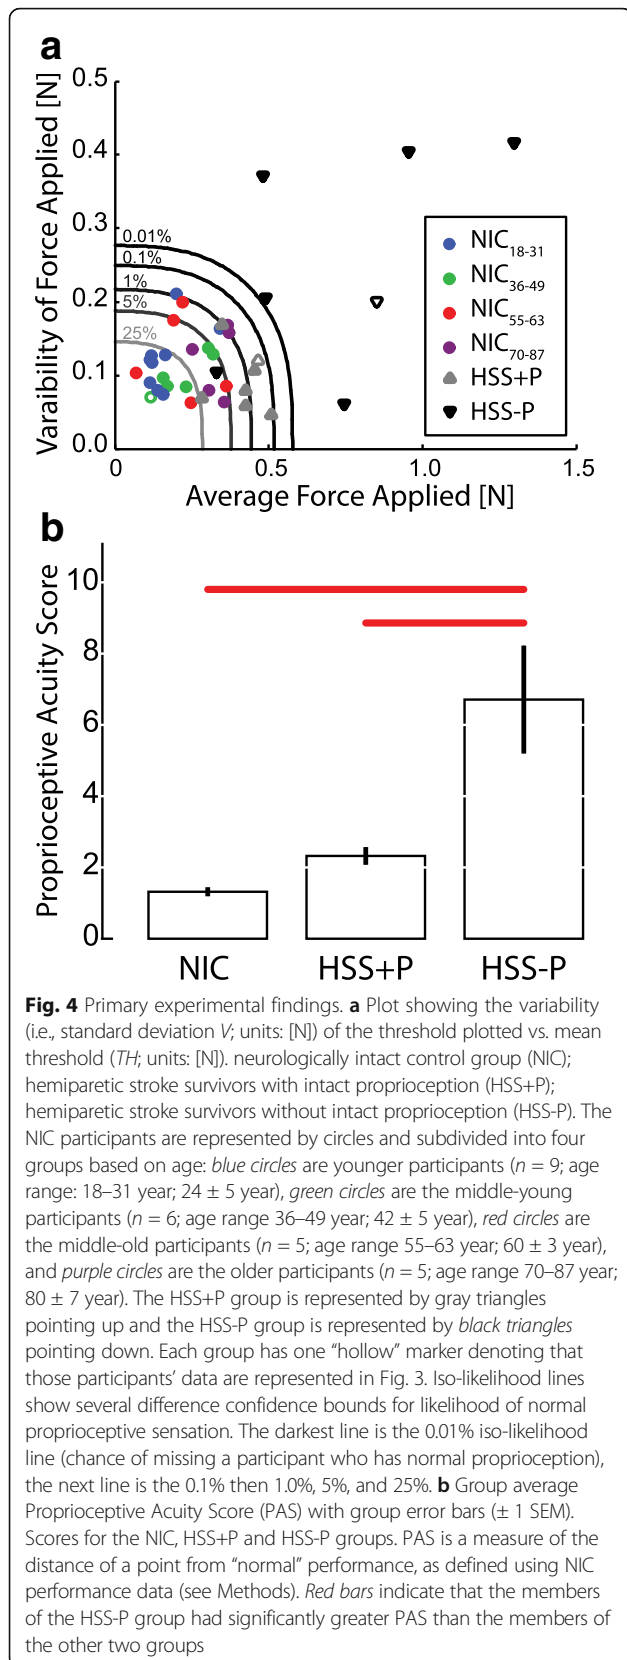 a
0.5
0.4
0.3
0.2
0.1
0.0
Varaibility of Force Applied [N]
0.01%
0.1%
1%
5%
25%
NIC18-31
NIC36-49
NIC55-63
NIC70-87
HSS+P
HSS-P
0 0.5 1.0 1.5
Average Force Applied [N]
b
10
8
6
4
2
0
Proprioceptive Acuity Score
NIC HSS+P HSS-P
Fig. 4 Primary experimental findings. a Plot showing the variability
(i.e., standard deviation V; units: [N]) of the threshold plotted vs. mean
threshold (TH; units: [N]). neurologically intact control group (NIC);
hemiparetic stroke survivors with intact proprioception (HSS+P);
hemiparetic stroke survivors without intact proprioception (HSS-P). The
NIC participants are represented by circles and subdivided into four
groups based on age: blue circles are younger participants (n = 9; age
range: 18–31 year; 24 ± 5 year), green circles are the middle-young
participants (n = 6; age range 36–49 year; 42 ± 5 year), red circles are
the middle-old participants (n = 5; age range 55–63 year; 60 ± 3 year),
and purple circles are the older participants (n = 5; age range 70–87 year;
80 ± 7 year). The HSS+P group is represented by gray triangles
pointing up and the HSS-P group is represented by black triangles
pointing down. Each group has one “hollow” marker denoting that
those participants’ data are represented in Fig. 3. Iso-likelihood lines
show several difference confidence bounds for likelihood of normal
proprioceptive sensation. The darkest line is the 0.01% iso-likelihood
line (chance of missing a participant who has normal proprioception),
the next line is the 0.1% then 1.0%, 5%, and 25%. b Group average
Proprioceptive Acuity Score (PAS) with group error bars (± 1 SEM).
Scores for the NIC, HSS+P and HSS-P groups. PAS is a measure of the
distance of a point from “normal” performance, as defined using NIC
performance data (see Methods). Red bars indicate that the members
of the HSS-P group had significantly greater PAS than the members of
the other two groups